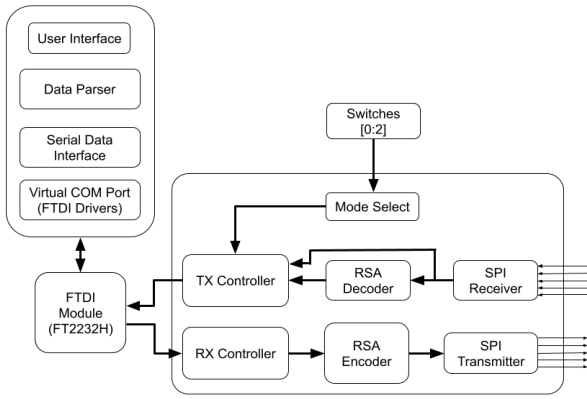 User Interface
Data Parser
Serial Data
Interface
Virtual COM Port
(FTDI Drivers)
Switches
[0:2]
Mode Select
FTDI
Module
(FT2232H)
TX Controller
RSA
Decoder
SPI
Receiver
RX Controller
RSA
Encoder
SPI
Transmitter